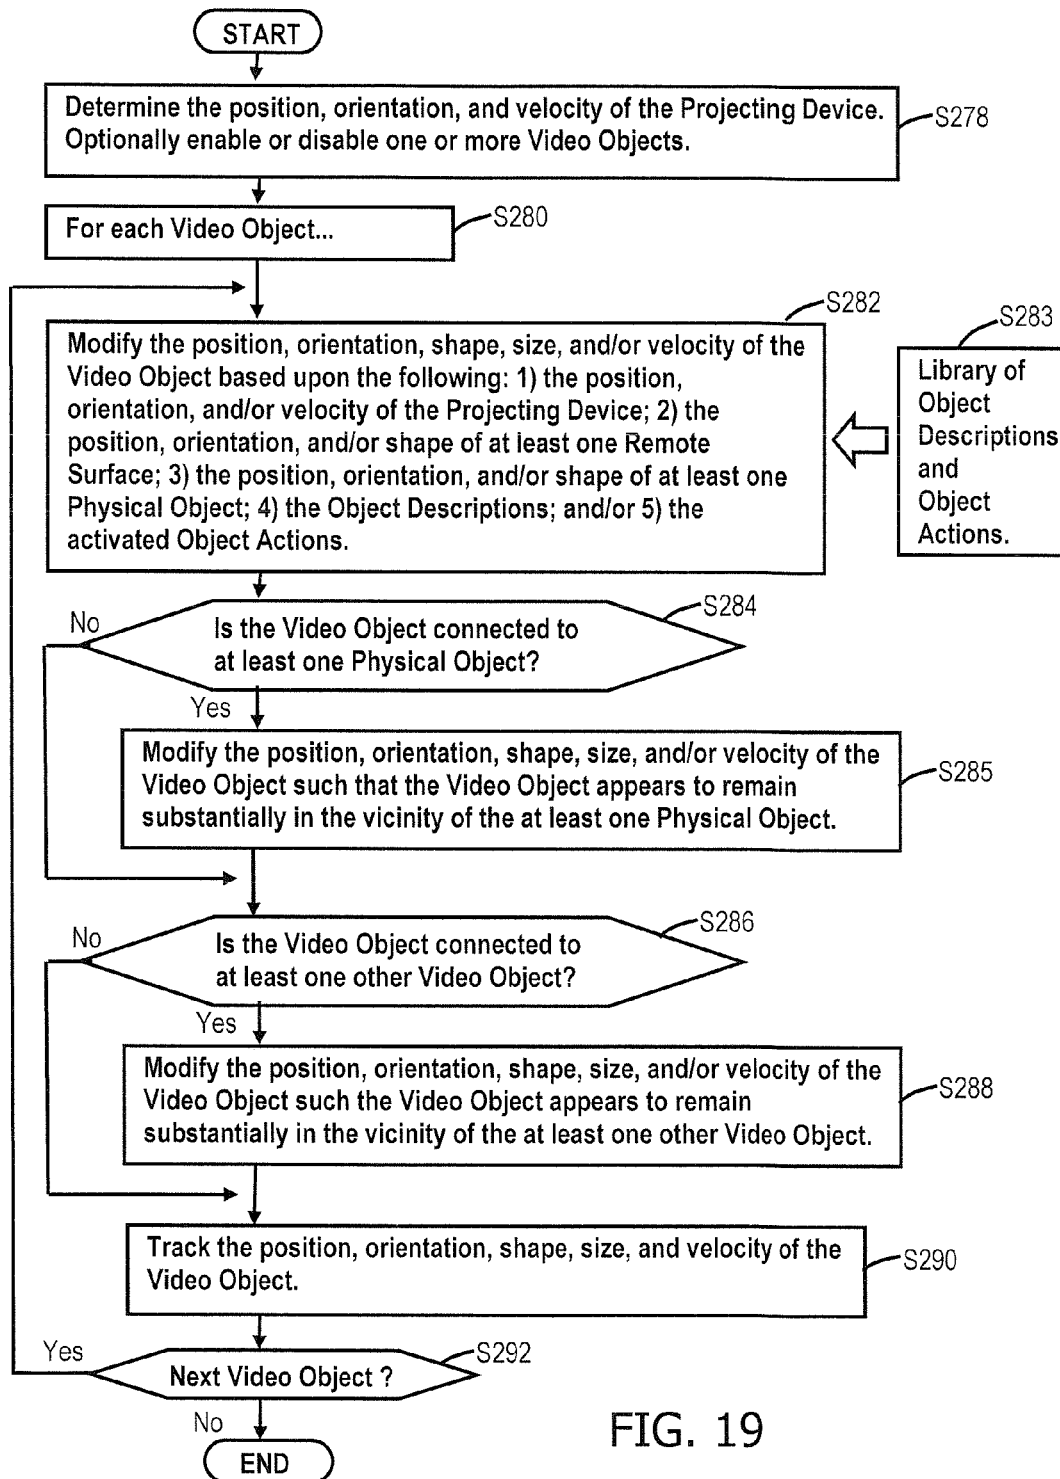 START
Determine the position, orientation, and velocity of the Projecting Device.
Optionally enable or disable one or more Video Objects.
S278
For each Video Object...
S280
S282
Modify the position, orientation, shape, size, and/or velocity of the
Video Object based upon the following: 1) the position,
orientation, and/or velocity of the Projecting Device; 2) the
position, orientation, and/or shape of at least one Remote
Surface; 3) the position, orientation, and/or shape of at least one
Physical Object; 4) the Object Descriptions; and/or 5) the
activated Object Actions.
S283
Library of
Object
Descriptions
and
Object
Actions.
S284
No
Is the Video Object connected to
at least one Physical Object?
Yes
Modify the position, orientation, shape, size, and/or velocity of the
Video Object such that the Video Object appears to remain
substantially in the vicinity of the at least one Physical Object.
S285
S286
No
Is the Video Object connected to
at least one other Video Object?
Yes
Modify the position, orientation, shape, size, and/or velocity of the
Video Object such the Video Object appears to remain
substantially in the vicinity of the at least one other Video Object.
S288
Track the position, orientation, shape, size, and velocity of the
Video Object.
S290
Yes
Next Video Object ?
S292
No
END
FIG. 19